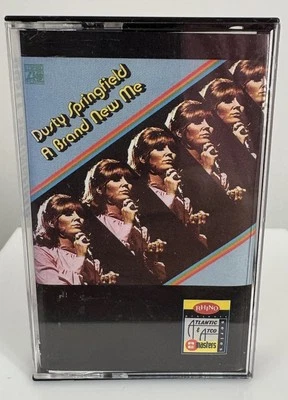 Dusty Springfield
A Brand New Me
RHINO
ATLANTIC
& ATCO
REmasters